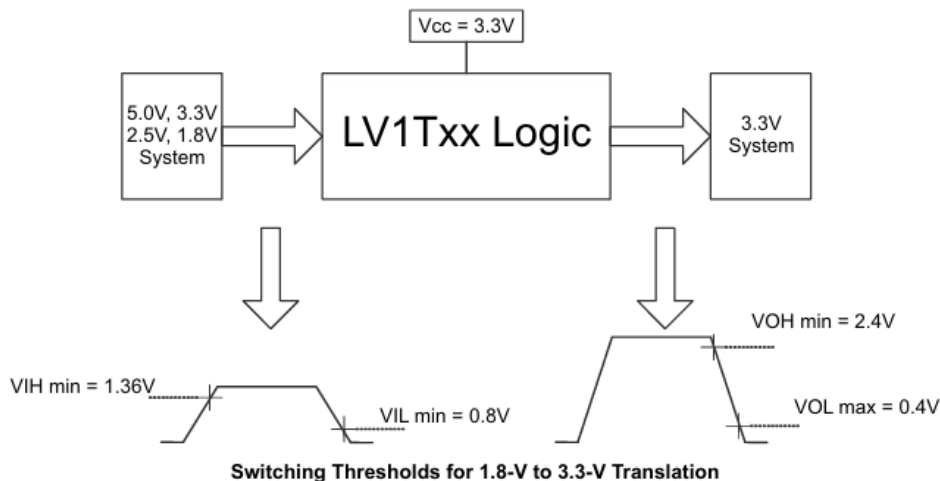 Vcc = 3.3V
5.0V, 3.3V
2.5V, 1.8V
System
LV1Txx Logic
3.3V
System
VIH min = 1.36V
VIL min = 0.8V
VOH min = 2.4V
VOL max = 0.4V
Switching Thresholds for 1.8-V to 3.3-V Translation